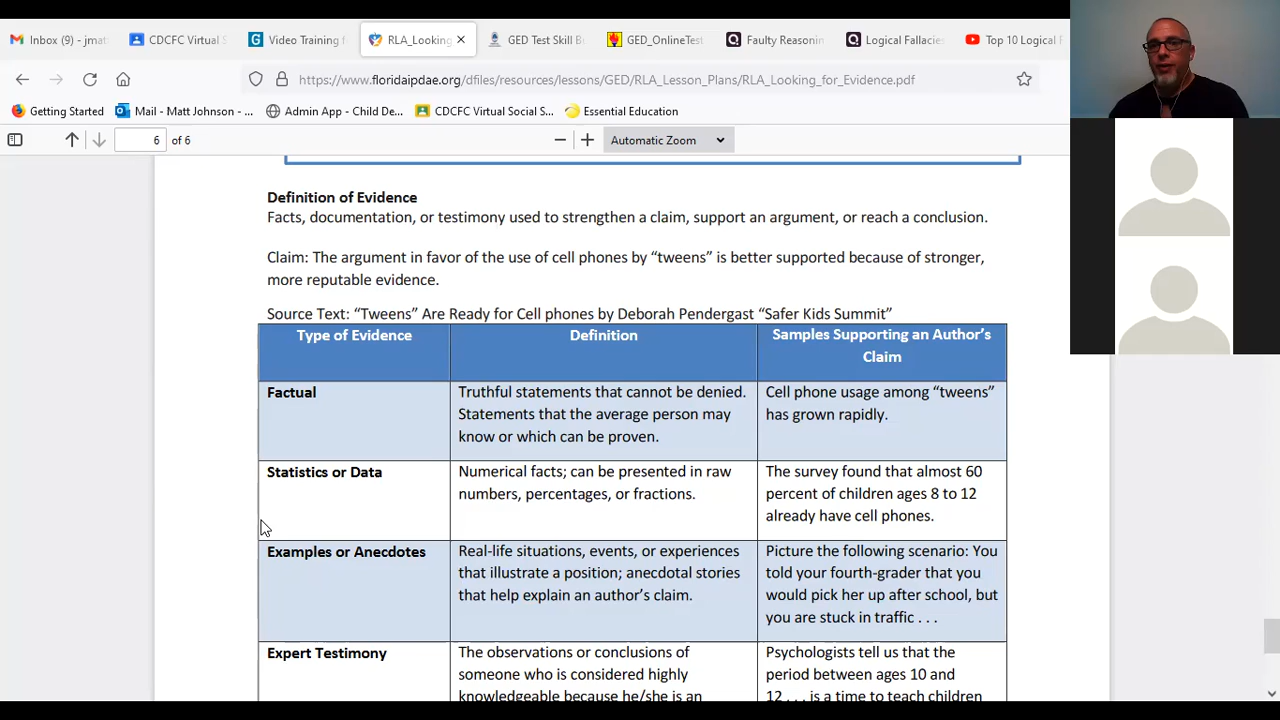 Inbox (9) - jmat
CDCFC Virtual S
Video Training fo
RLA_Looking
GED Test Skill Bu
GED_OnlineTest
Faulty Reasonin
Logical Fallacies
Top 10 Logical F
https://www.floridaipdae.org/dfiles/resources/lessons/GED/RLA_Lesson_Plans/RLA_Looking_for_Evidence.pdf
Getting Started
Mail - Matt Johnson - ...
Admin App - Child De...
CDCFC Virtual Social S...
Essential Education
6 of 6
Automatic Zoom
Definition of Evidence
Facts, documentation, or testimony used to strengthen a claim, support an argument, or reach a conclusion.
Claim: The argument in favor of the use of cell phones by “tweens” is better supported because of stronger,
more reputable evidence.
Source Text: “Tweens” Are Ready for Cell phones by Deborah Pendergast “Safer Kids Summit”
Type of Evidence
Definition
Samples Supporting an Author’s
Claim
Factual
Truthful statements that cannot be denied.
Statements that the average person may
know or which can be proven.
Cell phone usage among “tweens”
has grown rapidly.
Statistics or Data
Numerical facts; can be presented in raw
numbers, percentages, or fractions.
The survey found that almost 60
percent of children ages 8 to 12
already have cell phones.
Examples or Anecdotes
Real-life situations, events, or experiences
that illustrate a position; anecdotal stories
that help explain an author’s claim.
Picture the following scenario: You
told your fourth-grader that you
would pick her up after school, but
you are stuck in traffic . . .
Expert Testimony
The observations or conclusions of
someone who is considered highly
knowledgeable because he/she is an
Psychologists tell us that the
period between ages 10 and
12 . . . is a time to teach children